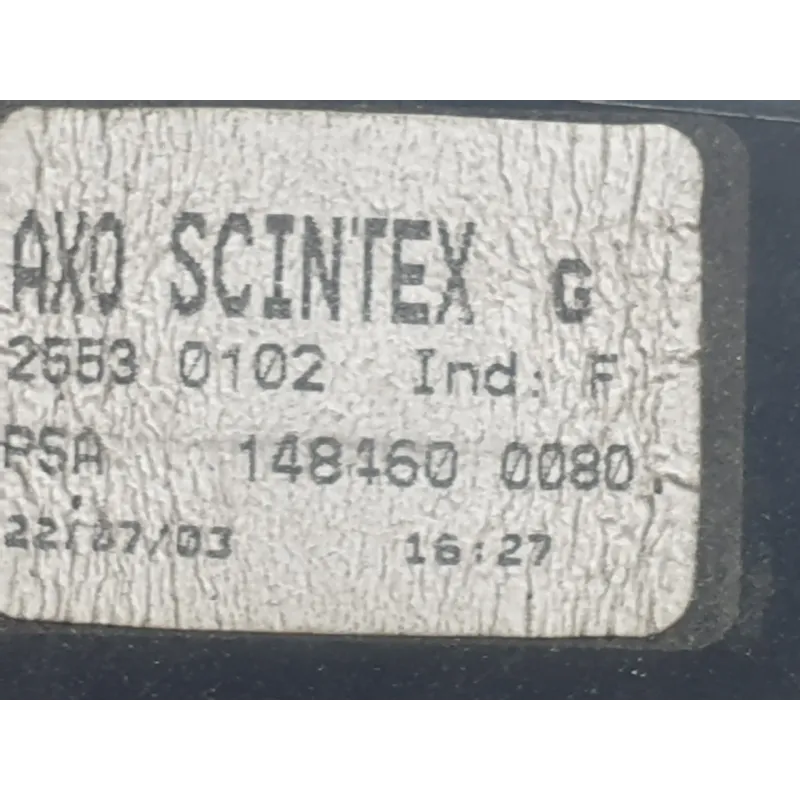 AXO SCINTEX G
2553 0102 Ind: F
PSA 148460 0080.
22/07/03 16:27